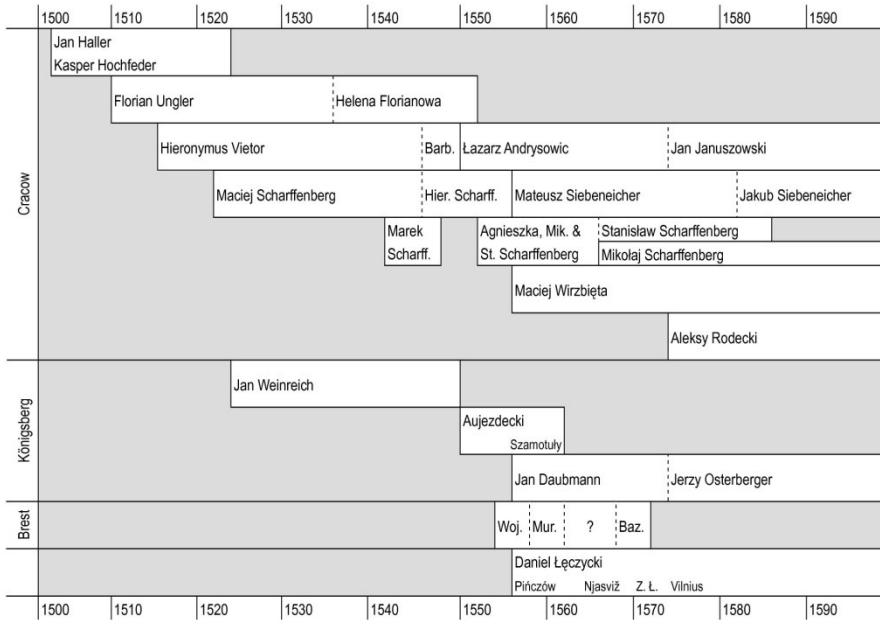 1500 1510 1520 1530 1540 1550 1560 1570 1580 1590
Cracow
Jan Haller
Kasper Hochfeder
Florian Ungler Helena Florianowa
Hieronymus Vietor Barb. Łazarz Andrysowic Jan Januszowski
Maciej Scharffenberg Hier. Scharff. Mateusz Siebeneicher Jakub Siebeneicher
Marek
Scharff.
Agnieszka, Mik. &
St. Scharffenberg
Stanisław Scharffenberg
Mikołaj Scharffenberg
Maciej Wirzbięta
Aleksy Rodecki
Königsberg
Jan Weinreich
Aujezdecki
Szamotuły
Jan Daubmann Jerzy Osterberger
Brest
Woj. Mur. ? Baz.
Daniel Łęczycki
Pińczów Njasviž Z. Ł. Vilnius
1500 1510 1520 1530 1540 1550 1560 1570 1580 1590